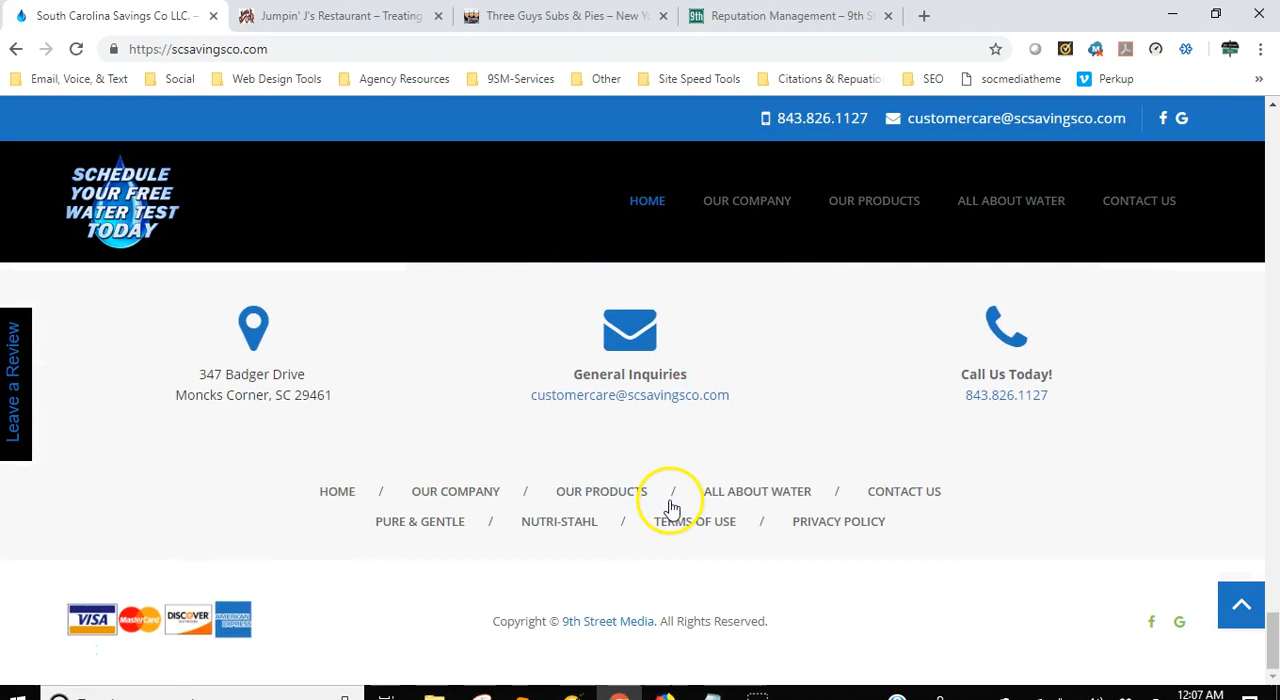 South Carolina Savings Co LLC. –
Jumpin' J's Restaurant – Treating
Three Guys Subs & Pies – New Yo
Reputation Management – 9th St
https://scsavingsco.com
Email, Voice, & Text
Social
Web Design Tools
Agency Resources
9SM-Services
Other
Site Speed Tools
Citations & Repuation
SEO
socmediatheme
Perkup
843.826.1127
customercare@scsavingsco.com
SCHEDULE
YOUR FREE
WATER TEST
TODAY
HOME
OUR COMPANY
OUR PRODUCTS
ALL ABOUT WATER
CONTACT US
Leave a Review
347 Badger Drive
Moncks Corner, SC 29461
General Inquiries
customercare@scsavingsco.com
Call Us Today!
843.826.1127
HOME / OUR COMPANY / OUR PRODUCTS / ALL ABOUT WATER / CONTACT US
PURE & GENTLE / NUTRI-STAHL / TERMS OF USE / PRIVACY POLICY
VISA
MasterCard
DISCOVER
AMERICAN EXPRESS
Copyright © 9th Street Media. All Rights Reserved.
12:07 AM